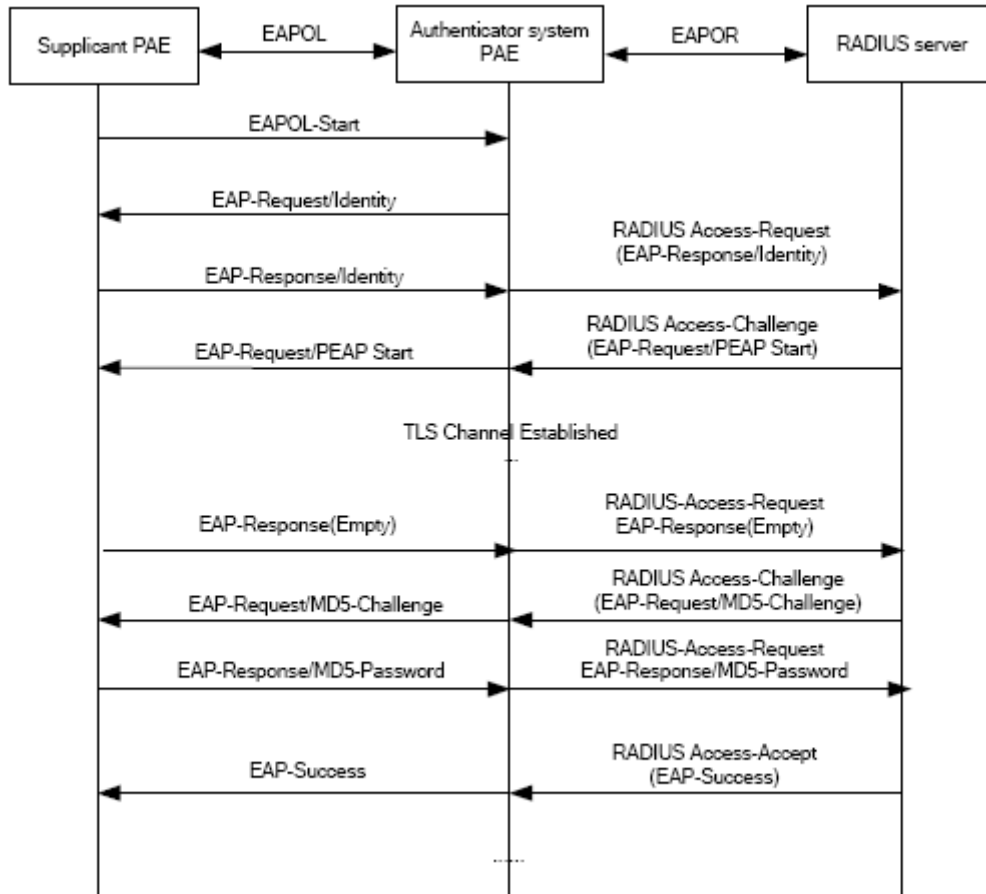 Supplicant PAE
EAPOL
Authenticator system
PAE
EAPOR
RADIUS server
EAPOL-Start
EAP-Request/Identity
RADIUS Access-Request
(EAP-Response/Identity)
EAP-Response/Identity
RADIUS Access-Challenge
(EAP-Request/PEAP Start)
EAP-Request/PEAP Start
TLS Channel Established
RADIUS-Access-Request
EAP-Response(Empty)
EAP-Response(Empty)
RADIUS Access-Challenge
(EAP-Request/MD5-Challenge)
EAP-Request/MD5-Challenge
RADIUS-Access-Request
EAP-Response/MD5-Password
EAP-Response/MD5-Password
RADIUS Access-Accept
(EAP-Success)
EAP-Success